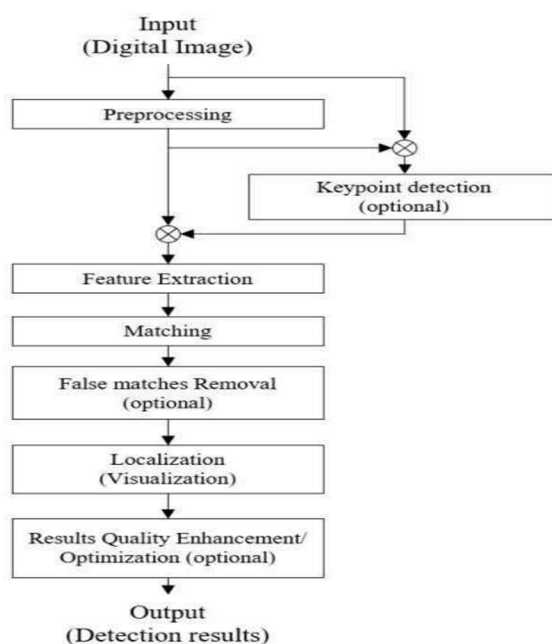 Input
(Digital Image)
Preprocessing
Keypoint detection
(optional)
Feature Extraction
Matching
False matches Removal
(optional)
Localization
(Visualization)
Results Quality Enhancement/
Optimization (optional)
Output
(Detection results)